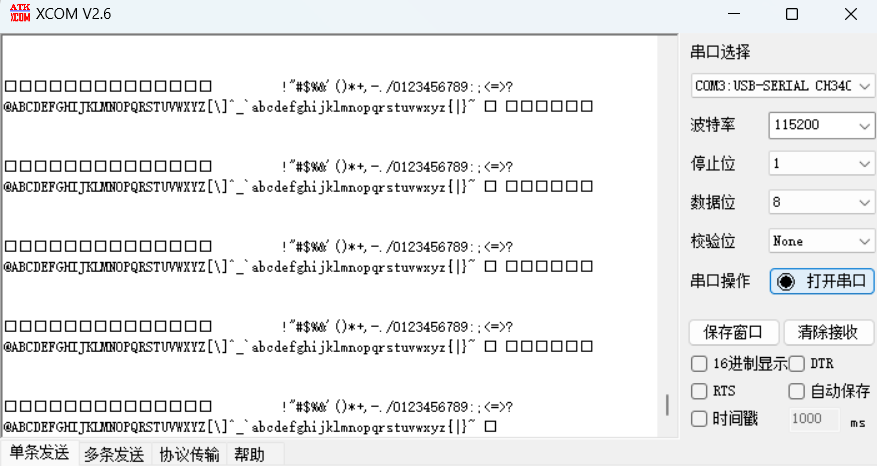 ATK XCOM XCOM V2.6
□□□□□□□□□□□□□□ !"#$%&'()*+,-./0123456789:;<=>?
@ABCDEFGHIJKLMNOPQRSTUVWXYZ[\]^_`abcdefghijklmnopqrstuvwxyz{|}~ □ □□□□□□
□□□□□□□□□□□□□□ !"#$%&'()*+,-./0123456789:;<=>?
@ABCDEFGHIJKLMNOPQRSTUVWXYZ[\]^_`abcdefghijklmnopqrstuvwxyz{|}~ □ □□□□□□
□□□□□□□□□□□□□□ !"#$%&'()*+,-./0123456789:;<=>?
@ABCDEFGHIJKLMNOPQRSTUVWXYZ[\]^_`abcdefghijklmnopqrstuvwxyz{|}~ □ □□□□□□
□□□□□□□□□□□□□□ !"#$%&'()*+,-./0123456789:;<=>?
@ABCDEFGHIJKLMNOPQRSTUVWXYZ[\]^_`abcdefghijklmnopqrstuvwxyz{|}~ □ □□□□□□
□□□□□□□□□□□□□□ !"#$%&'()*+,-./0123456789:;<=>?
@ABCDEFGHIJKLMNOPQRSTUVWXYZ[\]^_`abcdefghijklmnopqrstuvwxyz{|}~ □
串口选择
COM3:USB-SERIAL CH340
波特率 115200
停止位 1
数据位 8
校验位 None
串口操作 打开串口
保存窗口 清除接收
16进制显示 DTR
RTS 自动保存
时间戳 1000 ms
单条发送 多条发送 协议传输 帮助